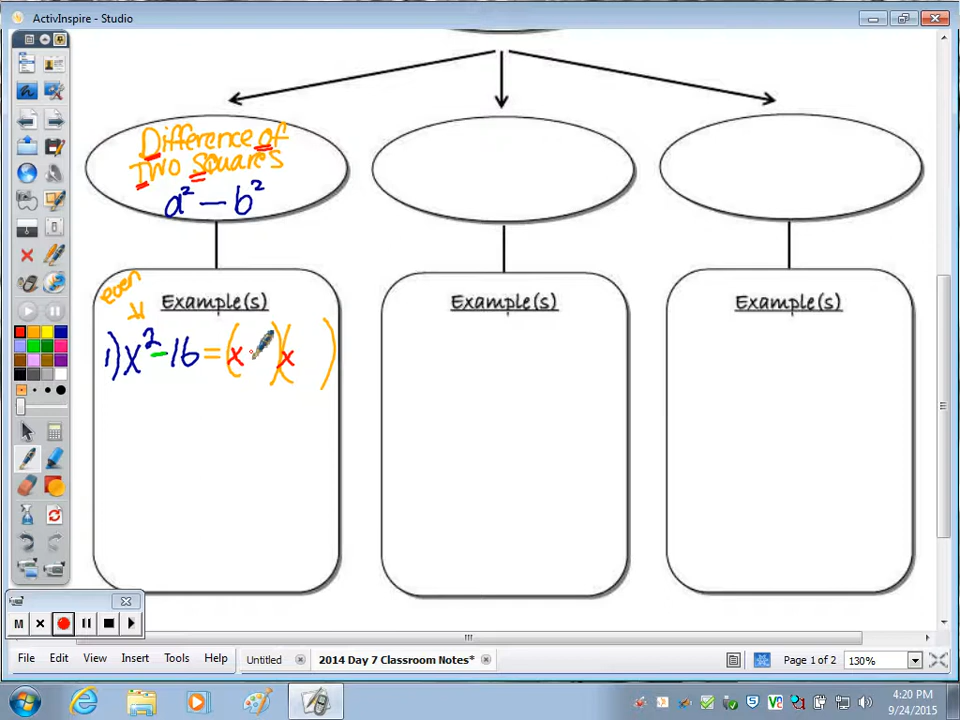 ActivInspire - Studio
Difference of
Two Squares
a² — b²
even
Example(s)
Example(s)
Example(s)
1) x² - 16 = (x )(x )
M
File Edit View Insert Tools Help
Untitled
2014 Day 7 Classroom Notes*
Page 1 of 2
130%
4:20 PM
9/24/2015